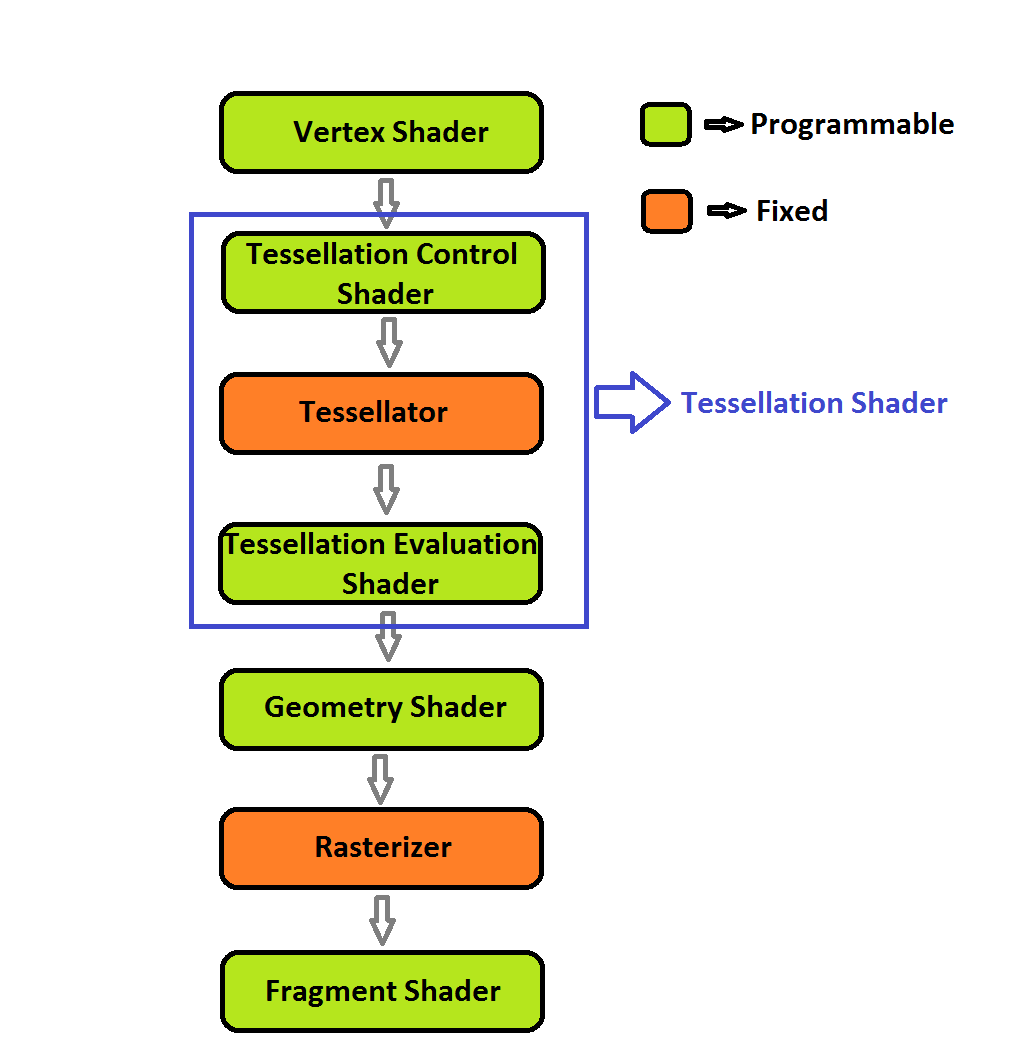 Vertex Shader
Programmable
Fixed
Tessellation Control
Shader
Tessellator
Tessellation Shader
Tessellation Evaluation
Shader
Geometry Shader
Rasterizer
Fragment Shader